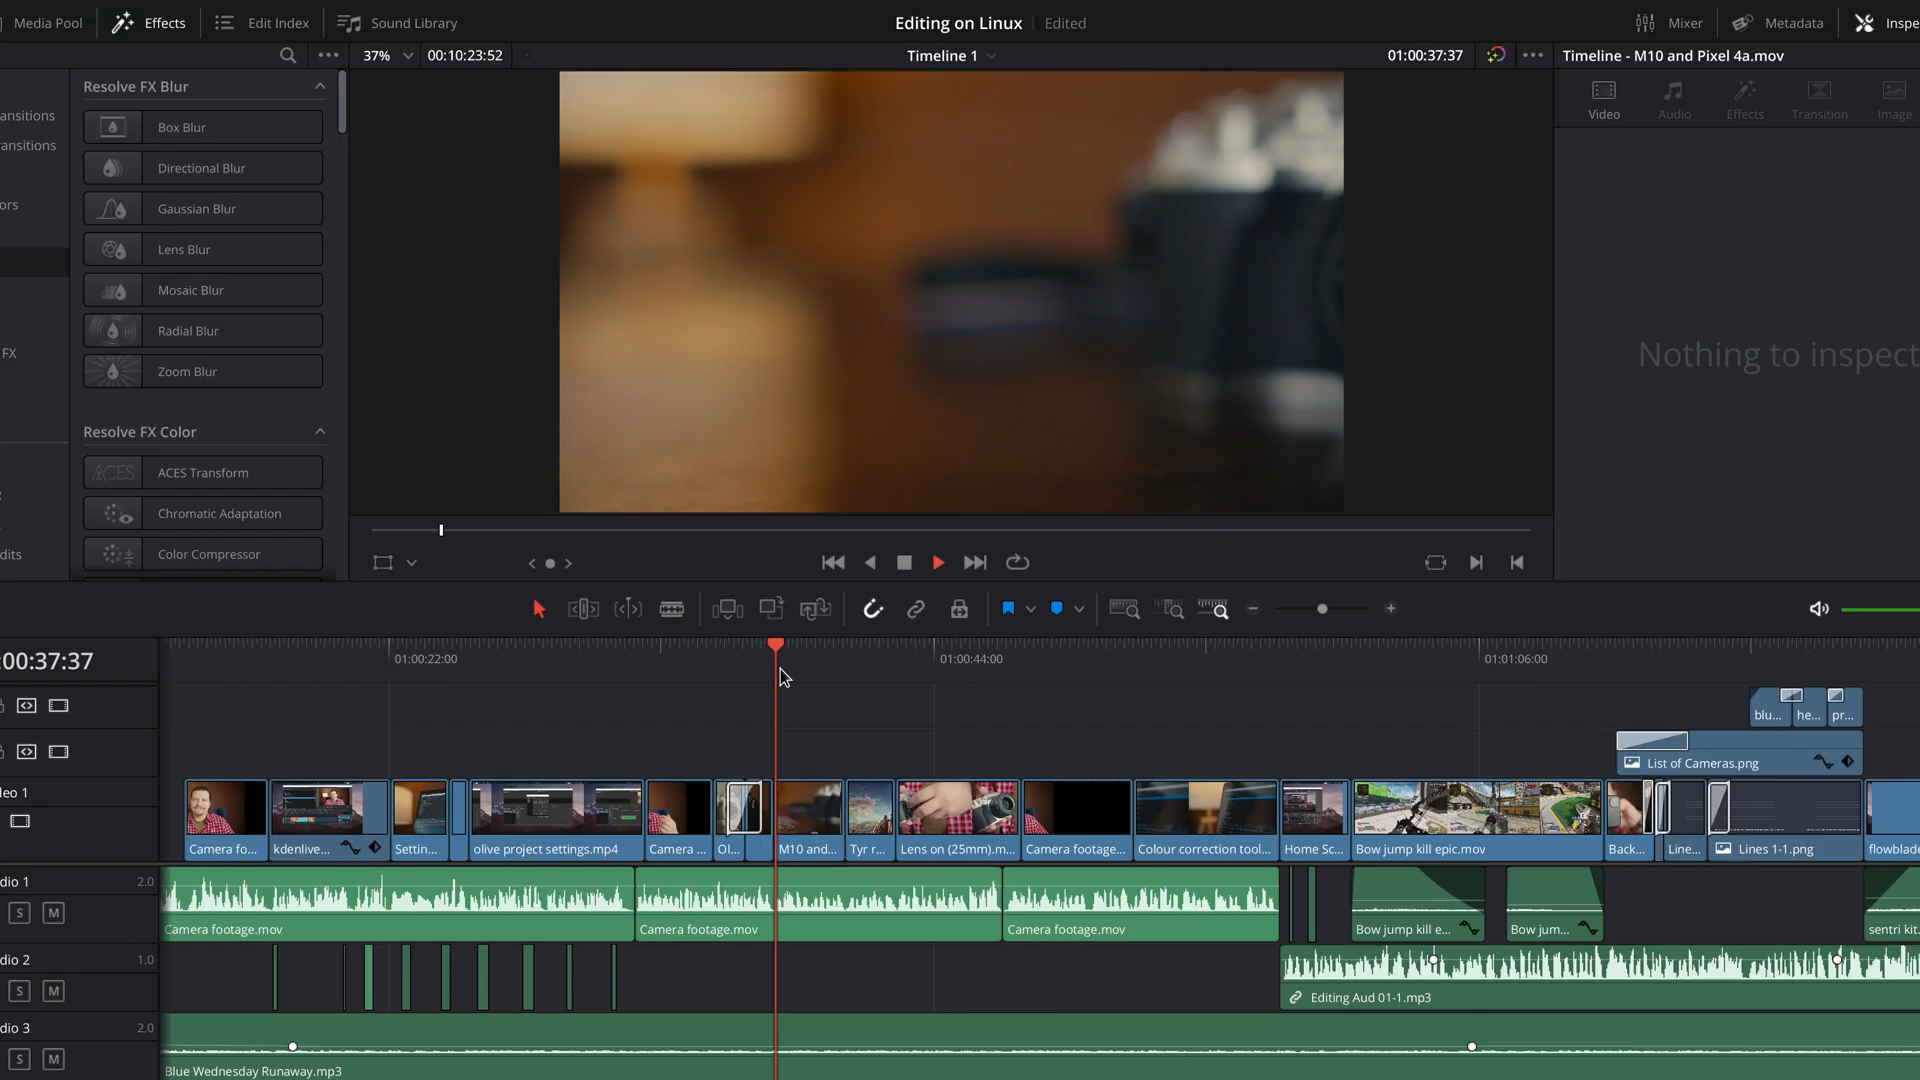 Media Pool
Effects
Edit Index
Sound Library
Editing on Linux
Edited
Mixer
Metadata
Inspe
37%
00:10:23:52
Timeline 1
01:00:37:37
Timeline - M10 and Pixel 4a.mov
ansitions
ansitions
ors
FX
dits
Resolve FX Blur
Box Blur
Directional Blur
Gaussian Blur
Lens Blur
Mosaic Blur
Radial Blur
Zoom Blur
Resolve FX Color
ACES
ACES Transform
Chromatic Adaptation
Color Compressor
Video
Audio
Effects
Transition
Image
Nothing to inspect
:00:37:37
01:00:22:00
01:00:44:00
01:01:06:00
blu...
he...
pr...
List of Cameras.png
eo 1
Camera fo...
kdenlive...
Settin...
olive project settings.mp4
Camera ...
Ol...
M10 and...
Tyr r...
Lens on (25mm).m...
Camera footage...
Colour correction tool...
Home Sc...
Bow jump kill epic.mov
Back...
Line...
Lines 1-1.png
flowblade
dio 1
2.0
S
M
Camera footage.mov
Camera footage.mov
Camera footage.mov
Bow jump kill e...
Bow jum...
sentri kit.
dio 2
1.0
S
M
Editing Aud 01-1.mp3
dio 3
2.0
S
M
Blue Wednesday Runaway.mp3